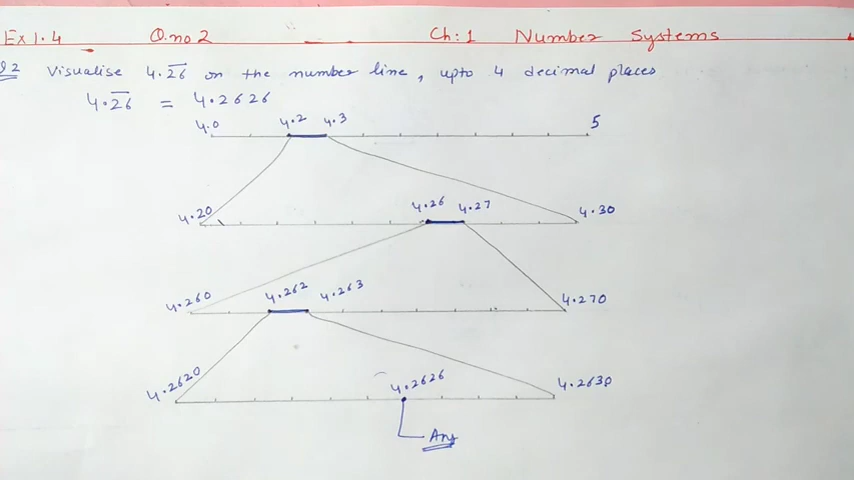 Ex 1.4 Q.no 2 Ch: 1 Number Systems
Q2 Visualise 4.2̅6̅ on the number line, upto 4 decimal places
4.2̅6̅ = 4.2626
4.0 4.2 4.3 5
4.20 4.26 4.27 4.30
4.260 4.262 4.263 4.270
4.2620 4.2626 4.2630
Ans